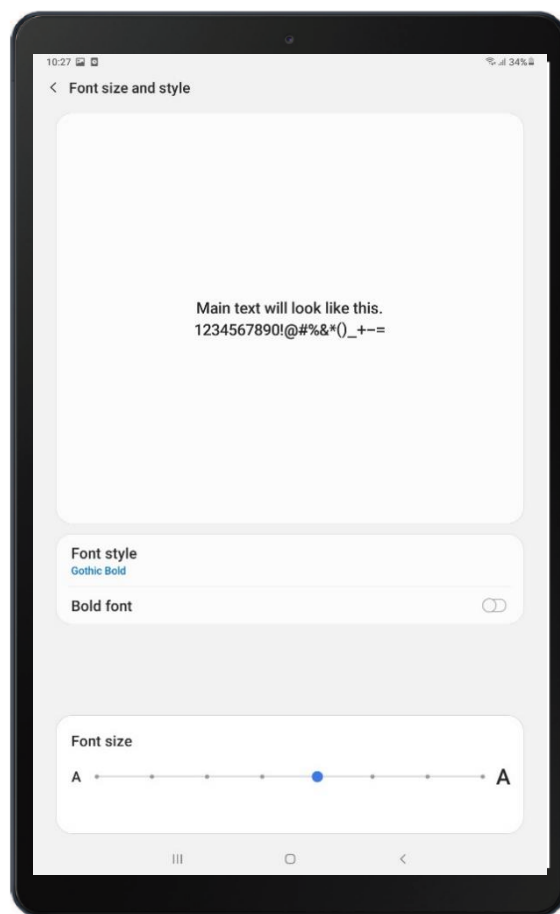 10:27 34%
Font size and style
Main text will look like this.
1234567890!@#%&*()_+-=
Font style
Gothic Bold
Bold font
Font size
A A